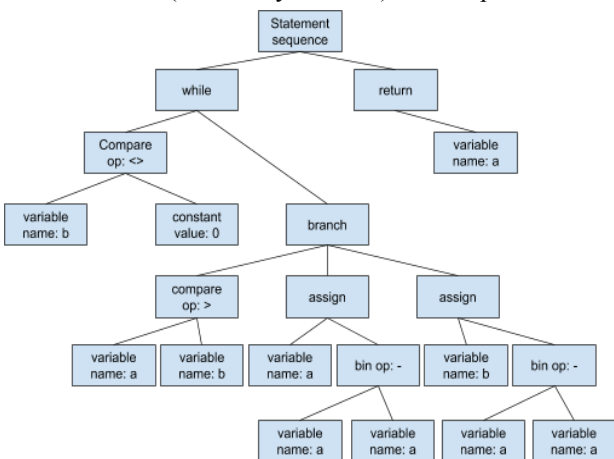 Statement
sequence
while
return
Compare
op: <>
variable
name: a
variable
name: b
constant
value: 0
branch
compare
op: >
assign
assign
variable
name: a
variable
name: b
variable
name: a
bin op: -
variable
name: b
bin op: -
variable
name: a
variable
name: a
variable
name: a
variable
name: a